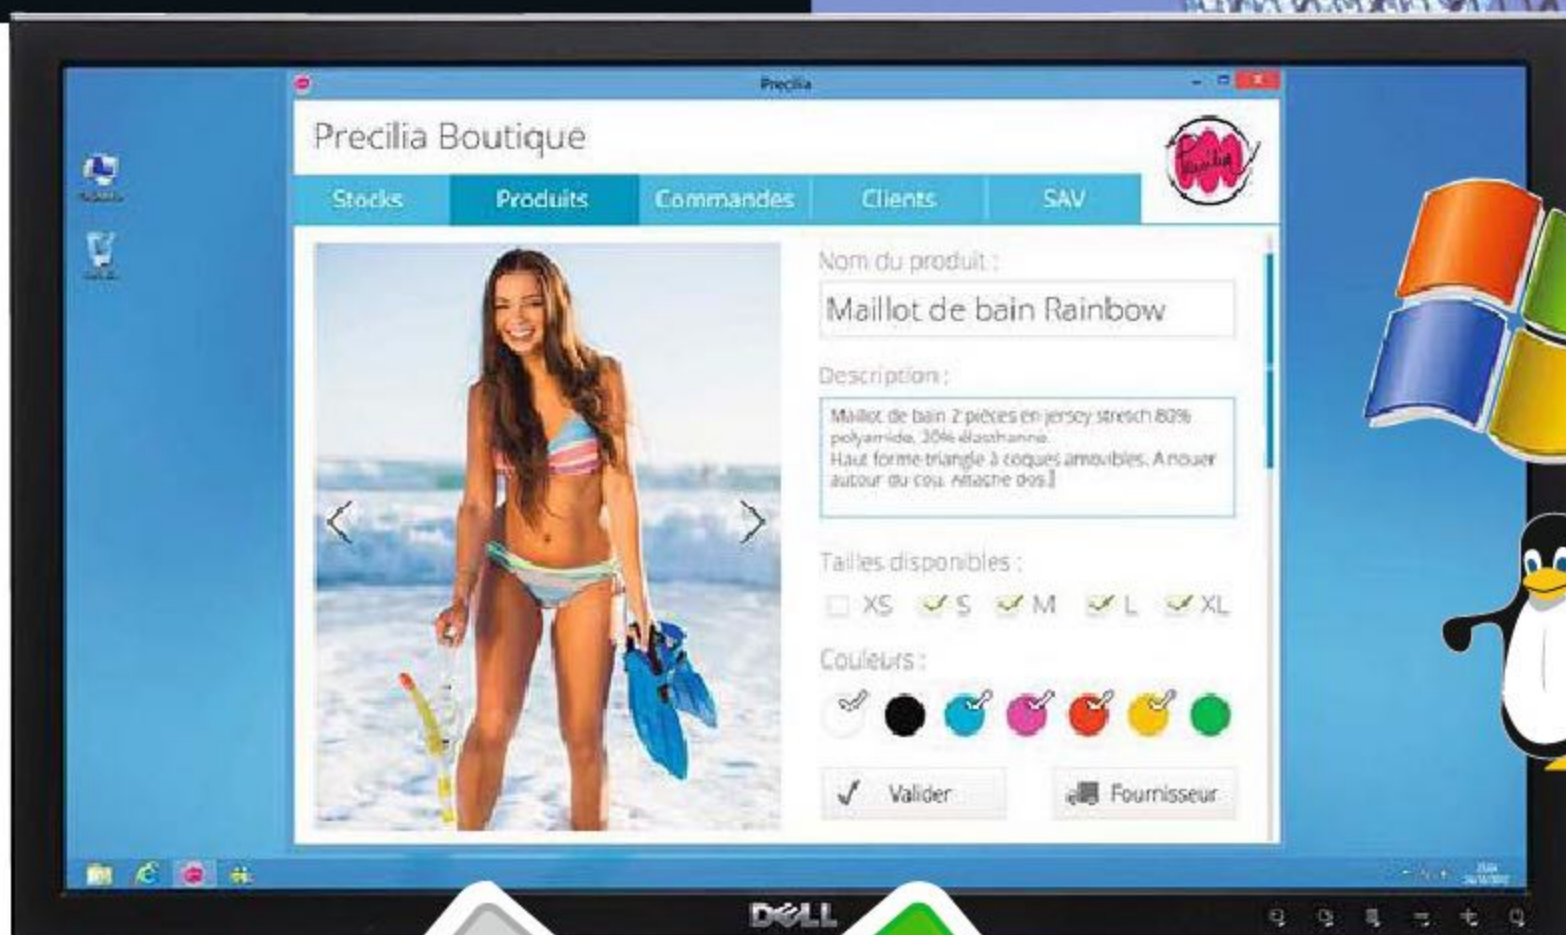 Precilia
Precilia Boutique
Precilia
Stocks
Produits
Commandes
Clients
SAV
Nom du produit :
Maillot de bain Rainbow
Description :
Maillot de bain 2 pièces en jersey stresch 80%
polyamide, 20% élasthanne.
Haut forme triangle à coques amovibles. A nouer
autour du cou. Attache dos.
Tailles disponibles :
XS S M L XL
Couleurs :
Valider
Fournisseur
DELL